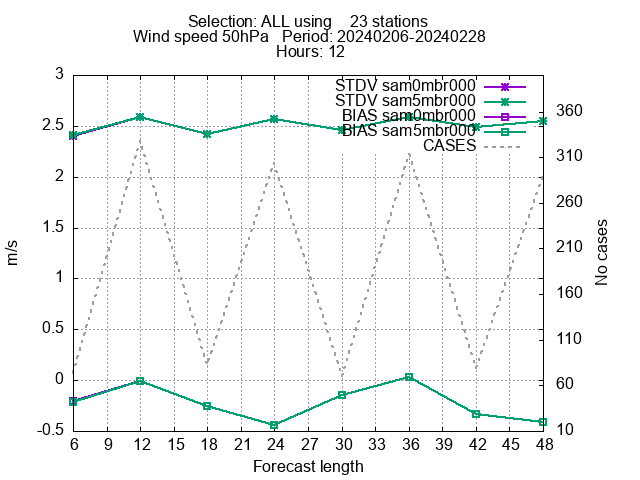 Selection: ALL using 23 stations
Wind speed 50hPa Period: 20240206-20240228
Hours: 12
STDV sam0mbr000
STDV sam5mbr000
BIAS sam0mbr000
BIAS sam5mbr000
CASES
3
2.5
2
1.5
1
0.5
0
-0.5
m/s
360
310
260
210
160
110
60
10
No cases
6 9 12 15 18 21 24 27 30 33 36 39 42 45 48
Forecast length